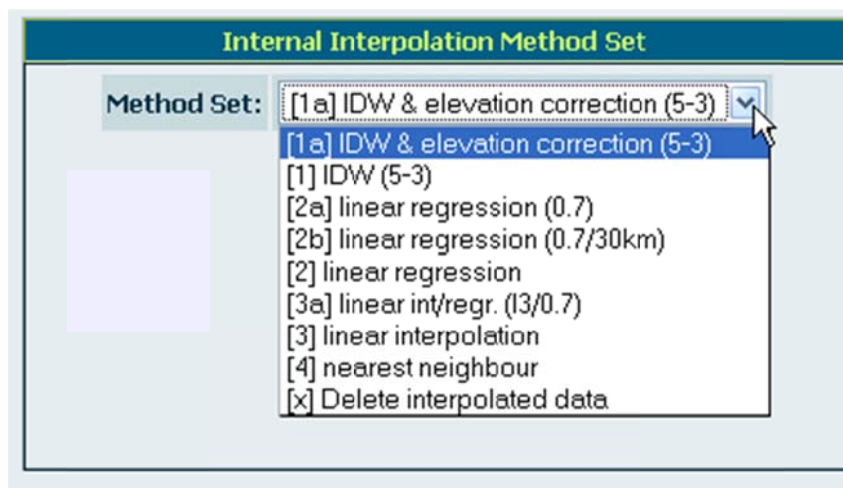 Internal Interpolation Method Set
Method Set: [1a] IDW & elevation correction (5-3)
[1a] IDW & elevation correction (5-3)
[1] IDW (5-3)
[2a] linear regression (0.7)
[2b] linear regression (0.7/30km)
[2] linear regression
[3a] linear int/regr. (I3/0.7)
[3] linear interpolation
[4] nearest neighbour
[x] Delete interpolated data